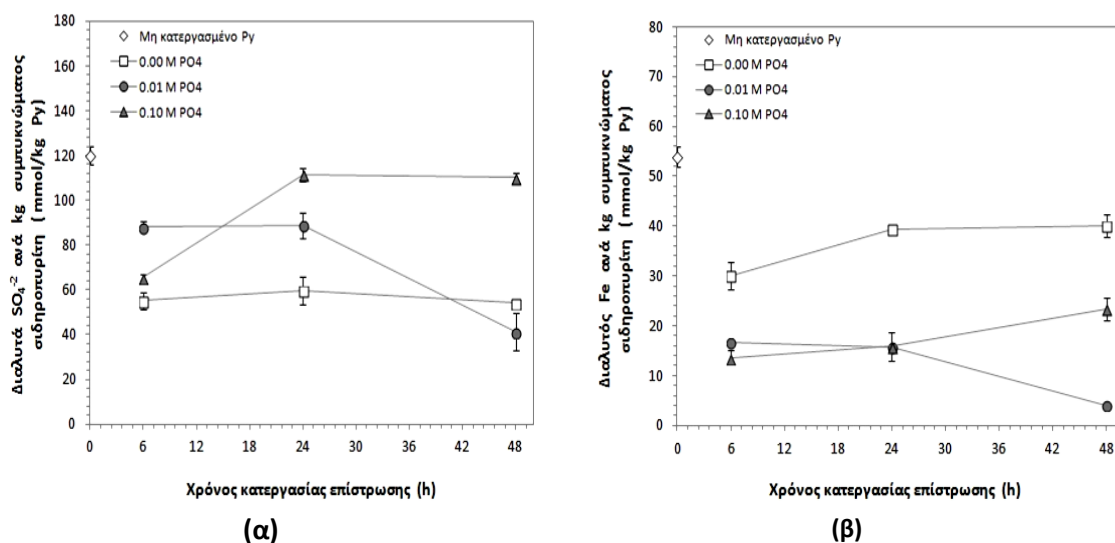 Διαλυτά SO₄⁻² ανά kg συμπυκνώματος
σιδηροπυρίτη (mmol/kg Py)
180
160
140
120
100
80
60
40
20
0
◇ Μη κατεργασμένο Py
0.00 M PO4
0.01 M PO4
0.10 M PO4
0 6 12 18 24 30 36 42 48
Χρόνος κατεργασίας επίστρωσης (h)
(α)
Διαλυτός Fe ανά kg συμπυκνώματος
σιδηροπυρίτη (mmol/kg Py)
80
70
60
50
40
30
20
10
0
Μη κατεργασμένο Py
0.00 M PO4
0.01 M PO4
0.10 M PO4
0 6 12 18 24 30 36 42 48
Χρόνος κατεργασίας επίστρωσης (h)
(β)